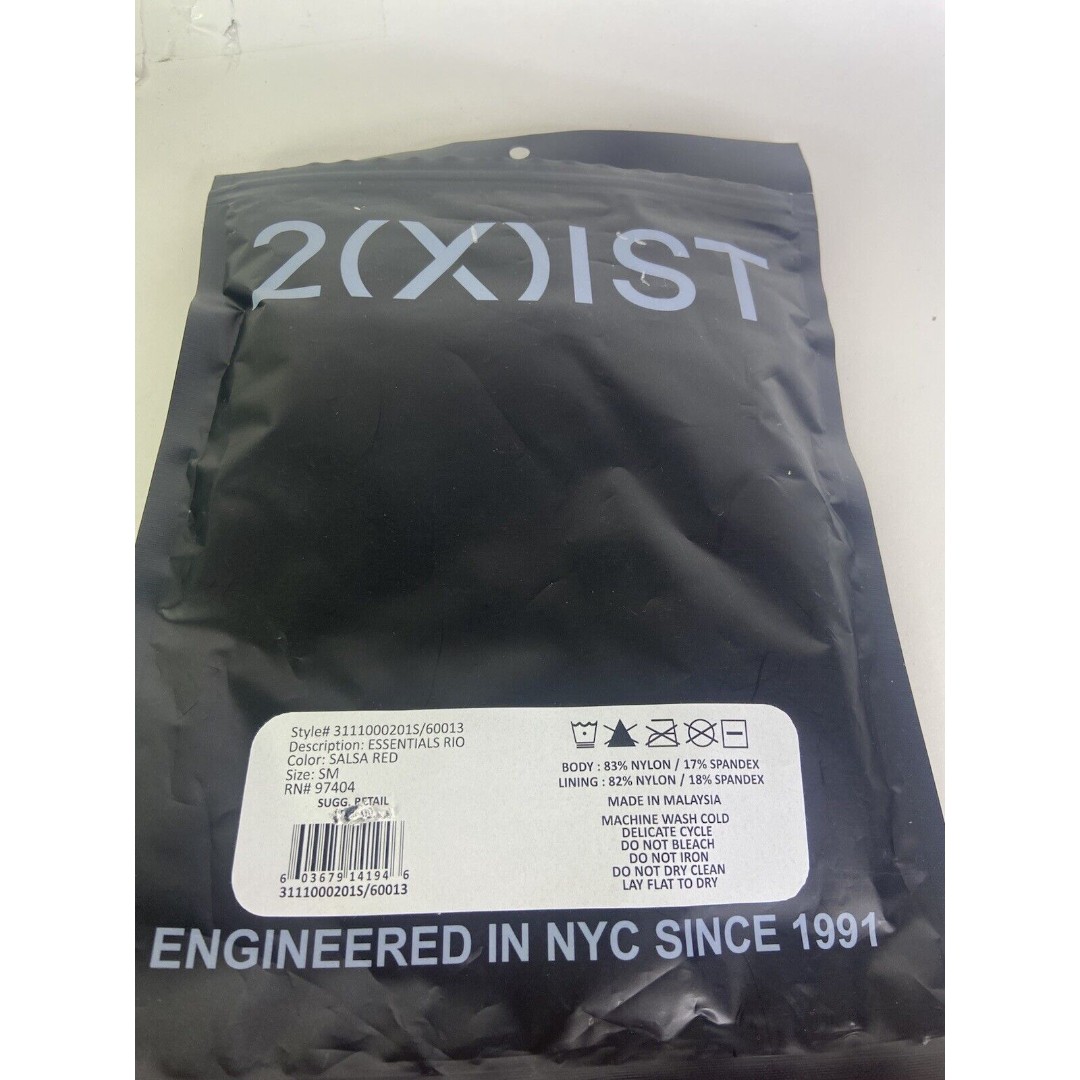 2(X)IST
Style# 3111000201S/60013
Description: ESSENTIALS RIO
Color: SALSA RED
Size: SM
RN# 97404
SUGG. RETAIL
6 03679 14194 6
3111000201S/60013
BODY : 83% NYLON / 17% SPANDEX
LINING : 82% NYLON / 18% SPANDEX
MADE IN MALAYSIA
MACHINE WASH COLD
DELICATE CYCLE
DO NOT BLEACH
DO NOT IRON
DO NOT DRY CLEAN
LAY FLAT TO DRY
ENGINEERED IN NYC SINCE 1991